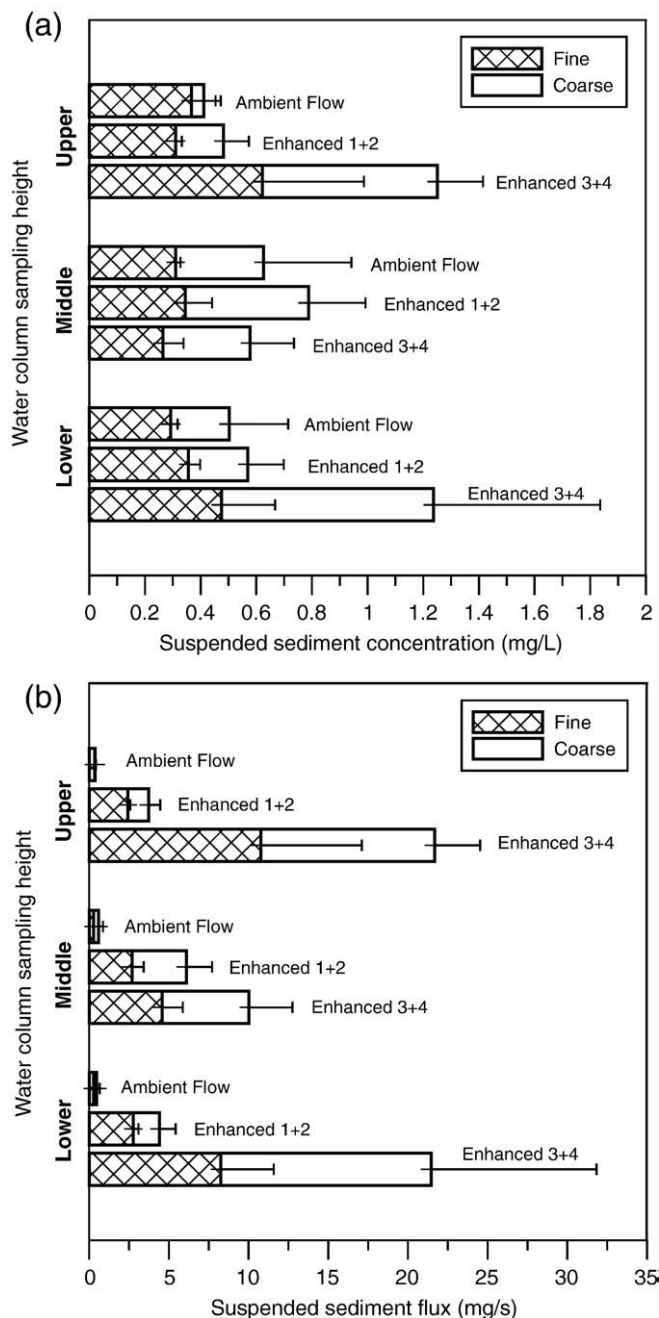 (a)
Fine
Coarse
Water column sampling height
Upper
Ambient Flow
Enhanced 1+2
Enhanced 3+4
Middle
Ambient Flow
Enhanced 1+2
Enhanced 3+4
Lower
Ambient Flow
Enhanced 1+2
Enhanced 3+4
0 0.2 0.4 0.6 0.8 1 1.2 1.4 1.6 1.8 2
Suspended sediment concentration (mg/L)
(b)
Fine
Coarse
Water column sampling height
Upper
Ambient Flow
Enhanced 1+2
Enhanced 3+4
Middle
Ambient Flow
Enhanced 1+2
Enhanced 3+4
Lower
Ambient Flow
Enhanced 1+2
Enhanced 3+4
0 5 10 15 20 25 30 35
Suspended sediment flux (mg/s)